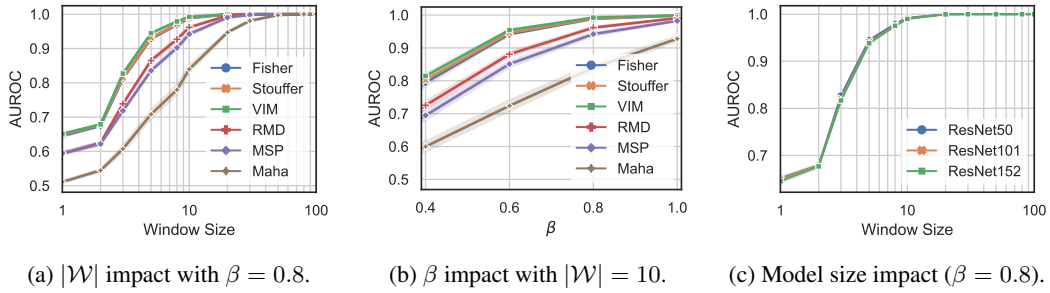 AUROC
1.0
0.9
0.8
0.7
0.6
0.5
1
10
100
Window Size
Fisher
Stouffer
VIM
RMD
MSP
Maha
AUROC
1.0
0.9
0.8
0.7
0.6
0.5
0.4
0.6
0.8
1.0
β
Fisher
Stouffer
VIM
RMD
MSP
Maha
AUROC
1.0
0.9
0.8
0.7
1
10
100
Window Size
ResNet50
ResNet101
ResNet152
(a) |𝒲| impact with β = 0.8.
(b) β impact with |𝒲| = 10.
(c) Model size impact (β = 0.8).